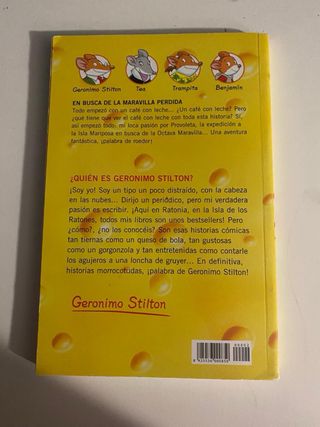 Geronimo Stilton Tea Trampita Benjamín
EN BUSCA DE LA MARAVILLA PERDIDA
Todo empezó con un café con leche... ¿Un café con leche? Pero
¿qué tiene que ver el café con leche con toda esta historia? Sí,
así empezó todo: mi loca pasión por Provoleta, la expedición a
la Isla Mariposa en busca de la Octava Maravilla... Una aventura
fantástica, ¡palabra de roedor!
¿QUIÉN ES GERONIMO STILTON?
¡Soy yo! Soy un tipo un poco distraído, con la cabeza
en las nubes... Dirijo un periódico, pero mi verdadera
pasión es escribir. ¡Aquí en Ratonia, en la Isla de los
Ratones, todos mis libros son unos bestsellers! Pero
¿cómo?, ¿no los conocéis? Son esas historias cómicas
tan tiernas como un queso de bola, tan gustosas
como un gorgonzola y tan entretenidas como contarle
los agujeros a una loncha de gruyer... En definitiva,
historias morrocotudas, ¡palabra de Geronimo Stilton!
Geronimo Stilton
00002